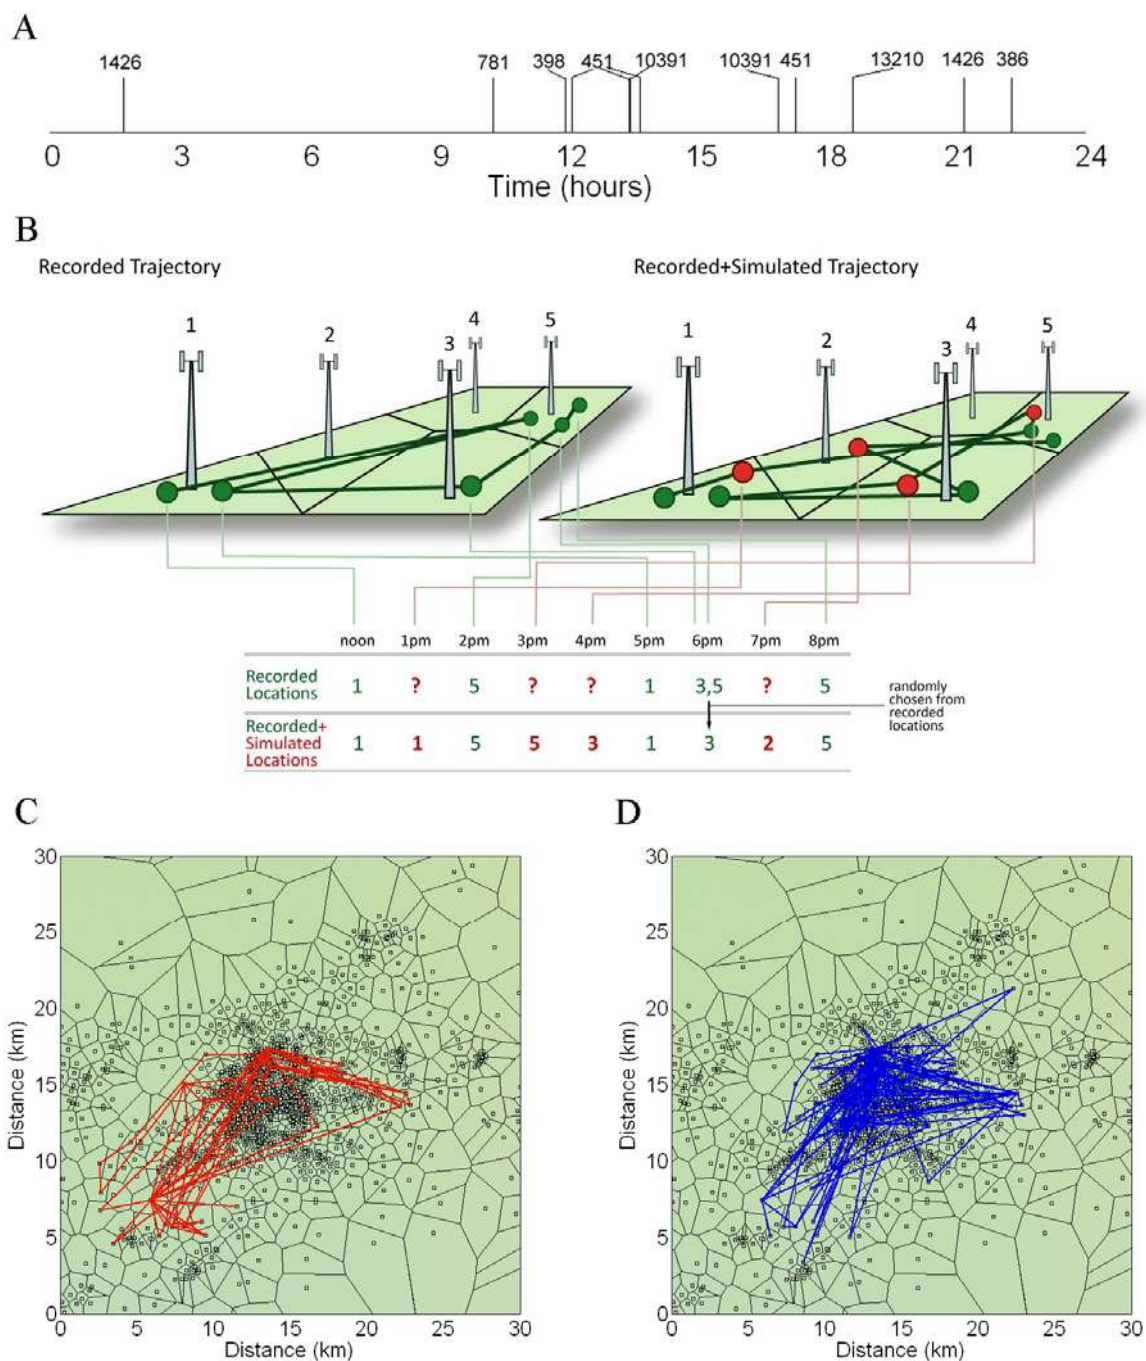 A
1426 781 398 451 10391 10391 451 13210 1426 386
0 3 6 9 12 15 18 21 24
Time (hours)
B
Recorded Trajectory Recorded+Simulated Trajectory
1 2 3 4 5 1 2 3 4 5
noon 1pm 2pm 3pm 4pm 5pm 6pm 7pm 8pm
Recorded
Locations
1 ? 5 ? ? 1 3,5 ? 5
randomly
chosen from
recorded
locations
Recorded+
Simulated
Locations
1 1 5 5 3 1 3 2 5
C D
30 30
25 25
20 20
15 15
10 10
5 5
0 0
Distance (km) Distance (km)
0 5 10 15 20 25 30 0 5 10 15 20 25 30
Distance (km) Distance (km)